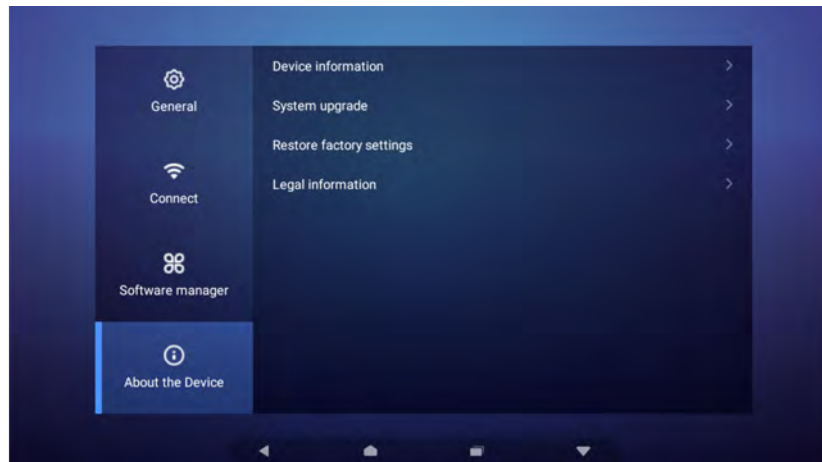 General
Connect
Software manager
About the Device
Device information
System upgrade
Restore factory settings
Legal information